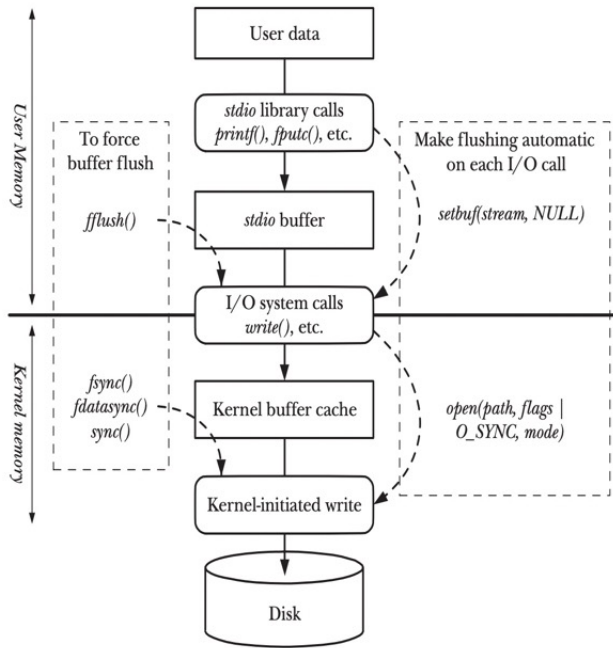 User data
User Memory
stdio library calls
printf(), fputc(), etc.
To force
buffer flush
Make flushing automatic
on each I/O call
fflush()
stdio buffer
setbuf(stream, NULL)
I/O system calls
write(), etc.
Kernel memory
fsync()
fdatasync()
sync()
Kernel buffer cache
open(path, flags |
O_SYNC, mode)
Kernel-initiated write
Disk